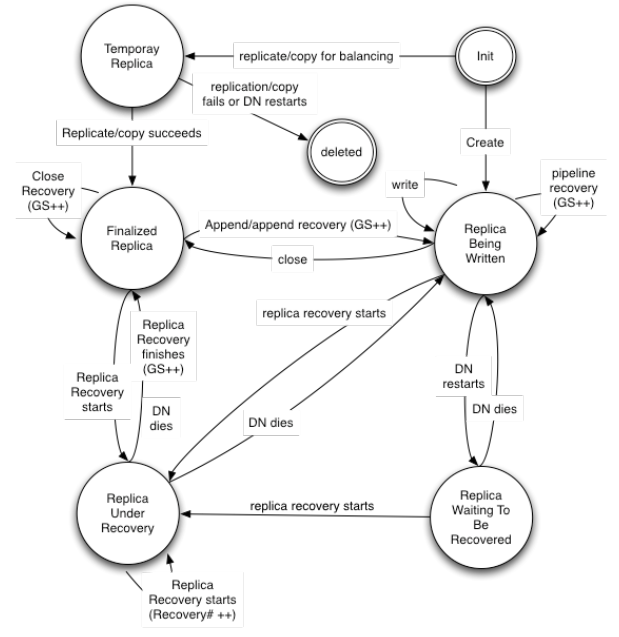 Temporay
Replica
replicate/copy for balancing
Init
replication/copy
fails or DN restarts
Replicate/copy succeeds
deleted
Create
Close
Recovery
(GS++)
write
pipeline
recovery
(GS++)
Finalized
Replica
Append/append recovery (GS++)
close
Replica
Being
Written
replica recovery starts
Replica
Recovery
finishes
(GS++)
Replica
Recovery
starts
DN
dies
DN dies
DN
restarts
DN dies
Replica
Under
Recovery
replica recovery starts
Replica
Waiting To
Be
Recovered
Replica
Recovery starts
(Recovery# ++)